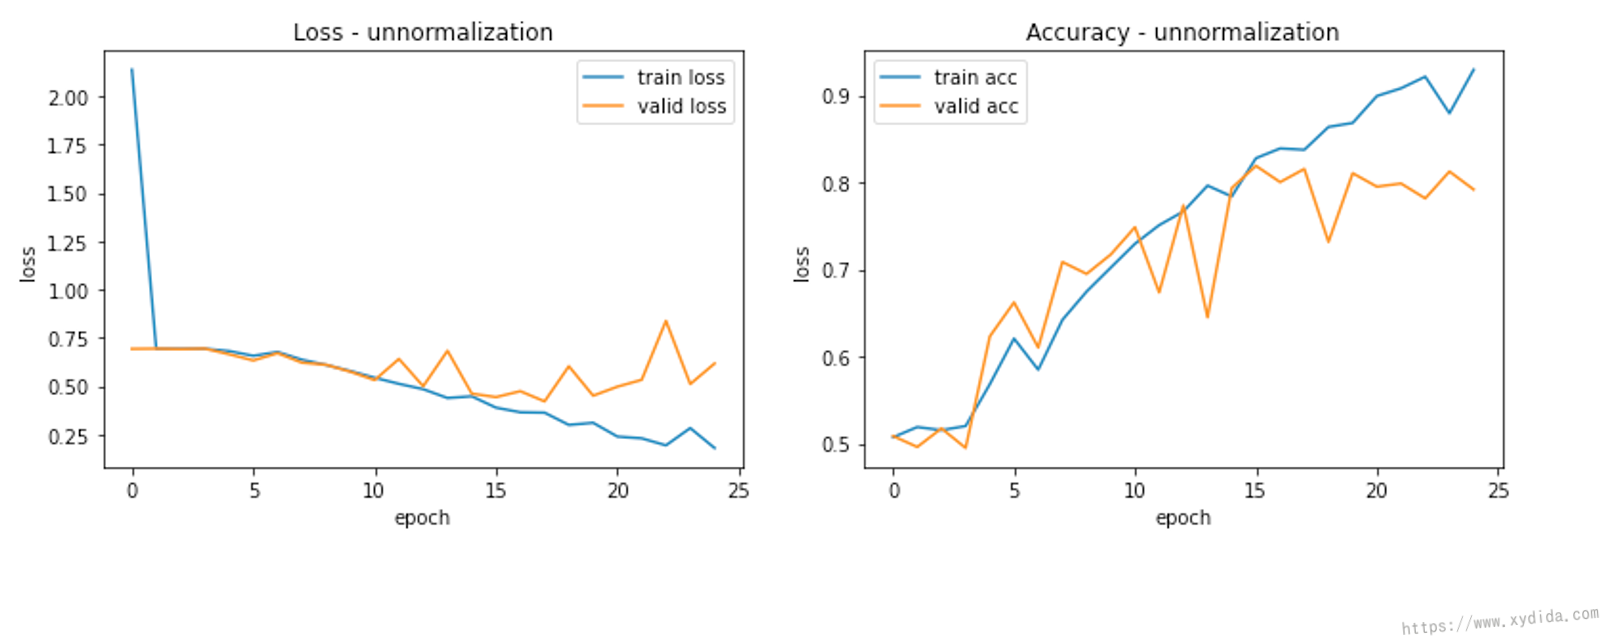 Loss - unnormalization
train loss
valid loss
2.00
1.75
1.50
1.25
1.00
0.75
0.50
0.25
loss
0 5 10 15 20 25
epoch
Accuracy - unnormalization
train acc
valid acc
0.9
0.8
0.7
0.6
0.5
loss
0 5 10 15 20 25
epoch
https://www.xydida.com